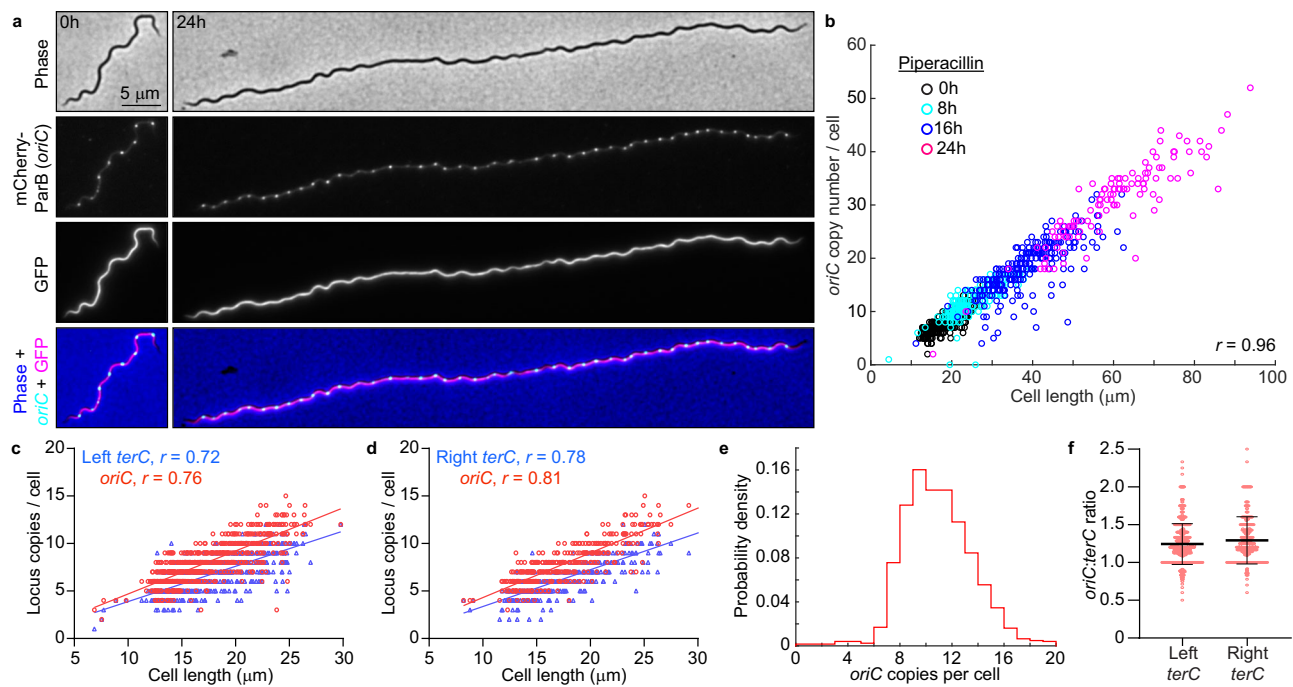 a
0h
24h
5 μm
Phase
mCherry-
ParB (oriC)
GFP
Phase +
oriC + GFP
b
Piperacillin
0h
8h
16h
24h
60
50
40
30
20
10
0
oriC copy number / cell
r = 0.96
0 20 40 60 80 100
Cell length (μm)
c
Left terC, r = 0.72
oriC, r = 0.76
20
15
10
5
0
Locus copies / cell
5 10 15 20 25 30
Cell length (μm)
d
Right terC, r = 0.78
oriC, r = 0.81
20
15
10
5
0
Locus copies / cell
5 10 15 20 25 30
Cell length (μm)
e
0.16
0.12
0.08
0.04
0
Probability density
0 4 8 12 16 20
oriC copies per cell
f
2.5
2.0
1.5
1.0
0.5
0
oriC:terC ratio
Left
terC
Right
terC